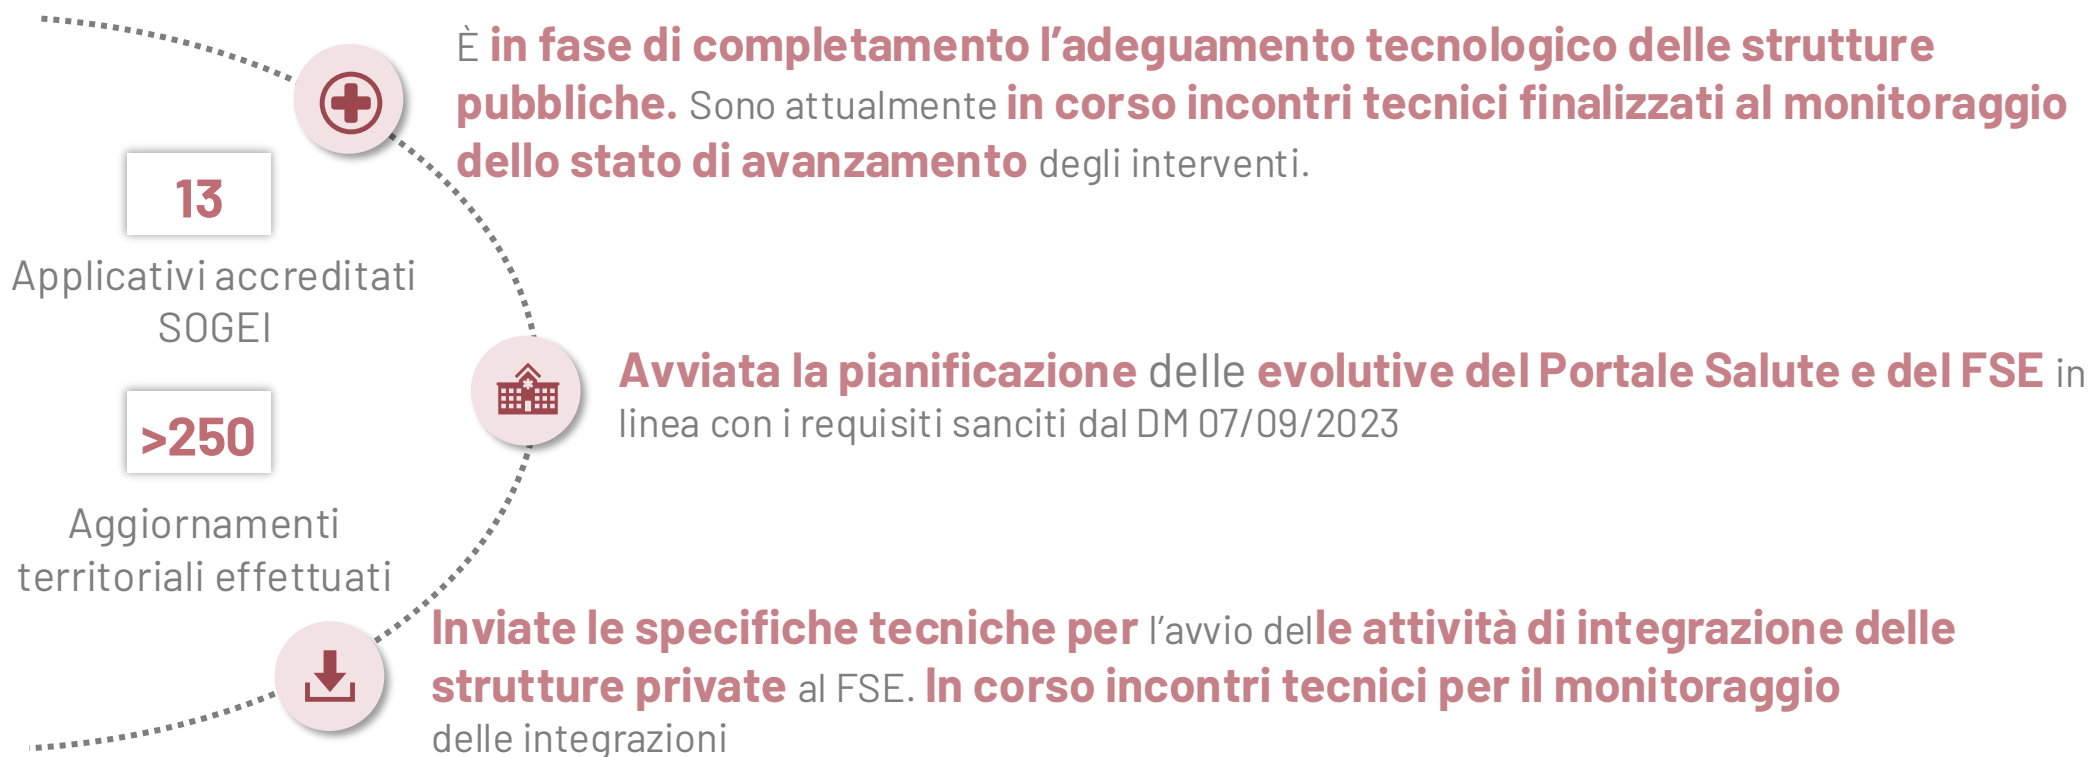 È in fase di completamento l’adeguamento tecnologico delle strutture
pubbliche. Sono attualmente in corso incontri tecnici finalizzati al monitoraggio
dello stato di avanzamento degli interventi.
13
Applicativi accreditati
SOGEI
>250
Aggiornamenti
territoriali effettuati
Avviata la pianificazione delle evolutive del Portale Salute e del FSE in
linea con i requisiti sanciti dal DM 07/09/2023
Inviate le specifiche tecniche per l’avvio delle attività di integrazione delle
strutture private al FSE. In corso incontri tecnici per il monitoraggio
delle integrazioni